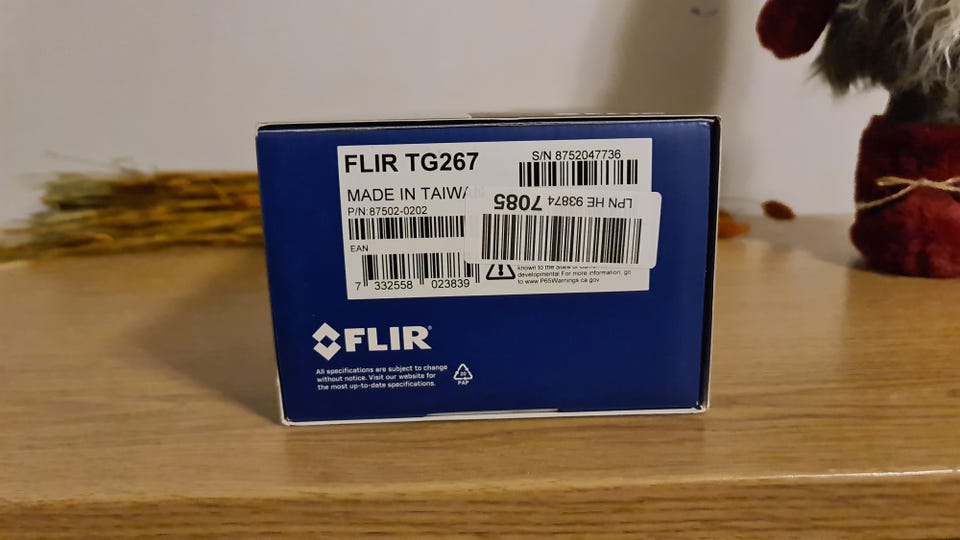 FLIR TG267
S/N 8752047736
MADE IN TAIWAN
P/N:87502-0202
LPN HE 93874
7085
EAN
7 332558 023839
known to the State of
developmental For more information, go
to www.P65Warnings.ca.gov
FLIR
All specifications are subject to change
without notice. Visit our website for
the most up-to-date specifications.
20
PAP